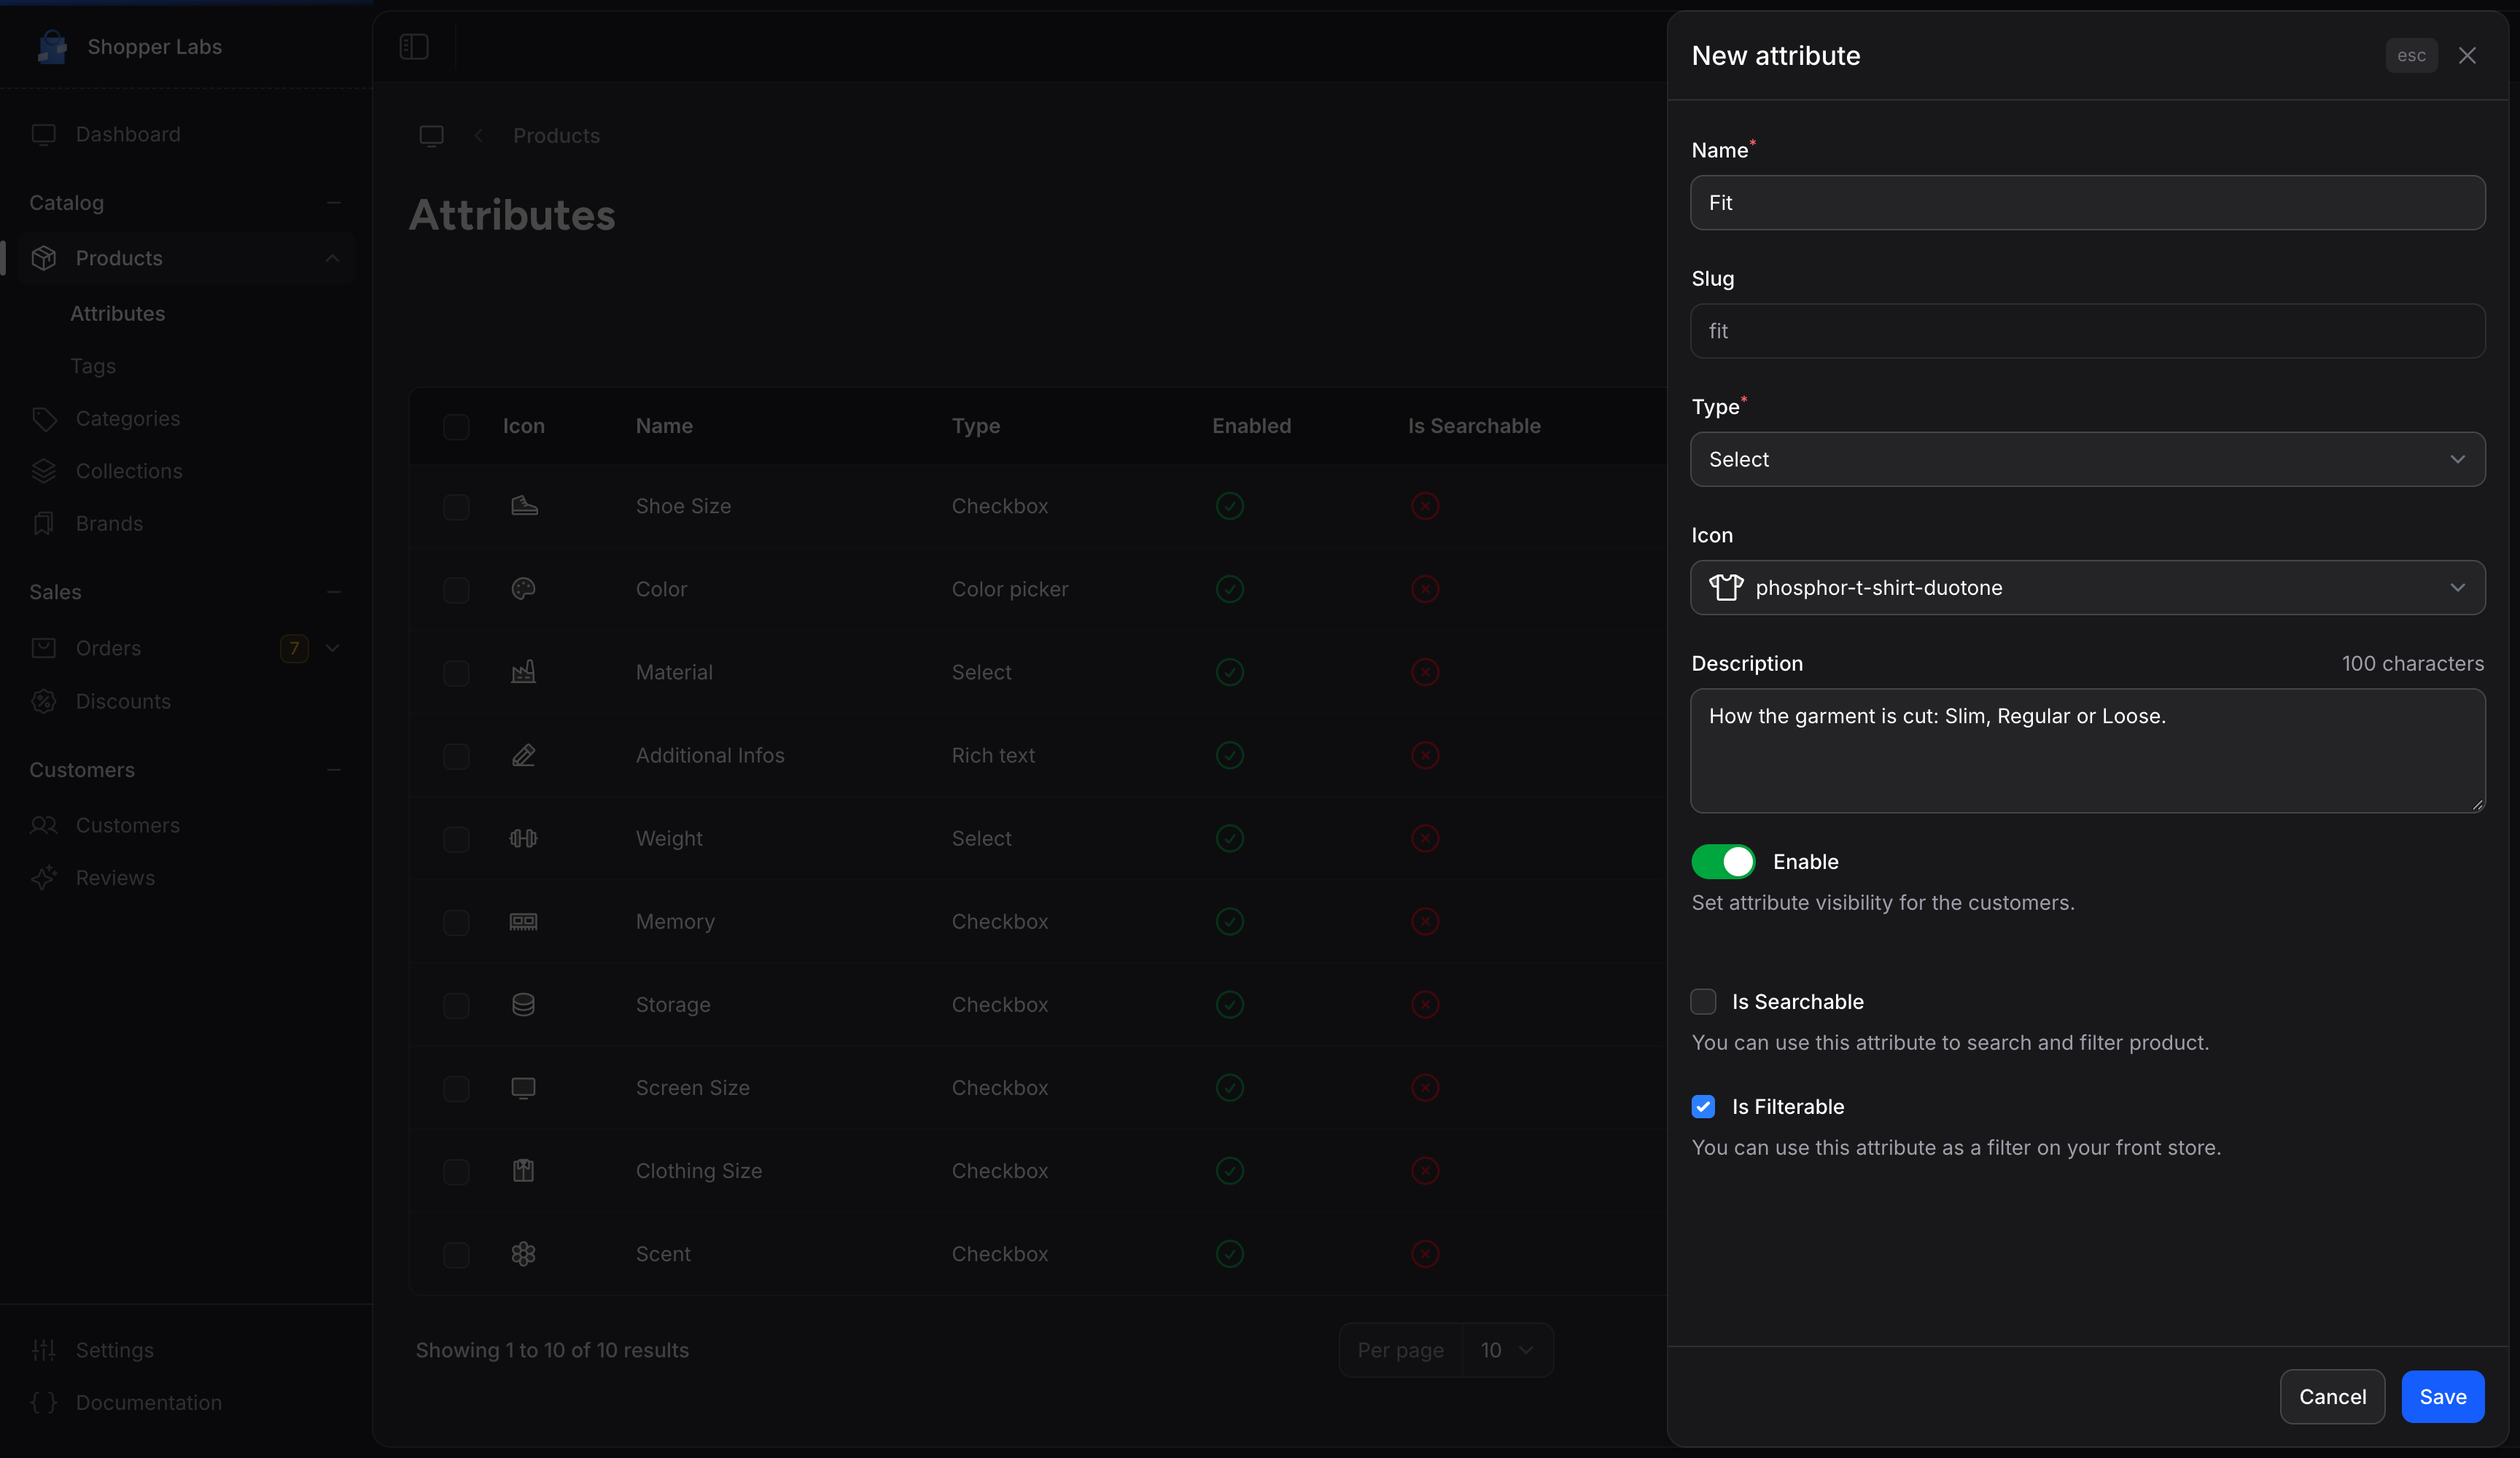 Shopper Labs
Dashboard
Catalog
Products
Attributes
Tags
Categories
Collections
Brands
Sales
Orders 7
Discounts
Customers
Customers
Reviews
Settings
Documentation
Products
Attributes
Icon Name Type Enabled Is Searchable
Shoe Size Checkbox
Color Color picker
Material Select
Additional Infos Rich text
Weight Select
Memory Checkbox
Storage Checkbox
Screen Size Checkbox
Clothing Size Checkbox
Scent Checkbox
Showing 1 to 10 of 10 results Per page 10
New attribute esc
Name*
Fit
Slug
fit
Type*
Select
Icon
phosphor-t-shirt-duotone
Description 100 characters
How the garment is cut: Slim, Regular or Loose.
Enable
Set attribute visibility for the customers.
Is Searchable
You can use this attribute to search and filter product.
Is Filterable
You can use this attribute as a filter on your front store.
Cancel Save